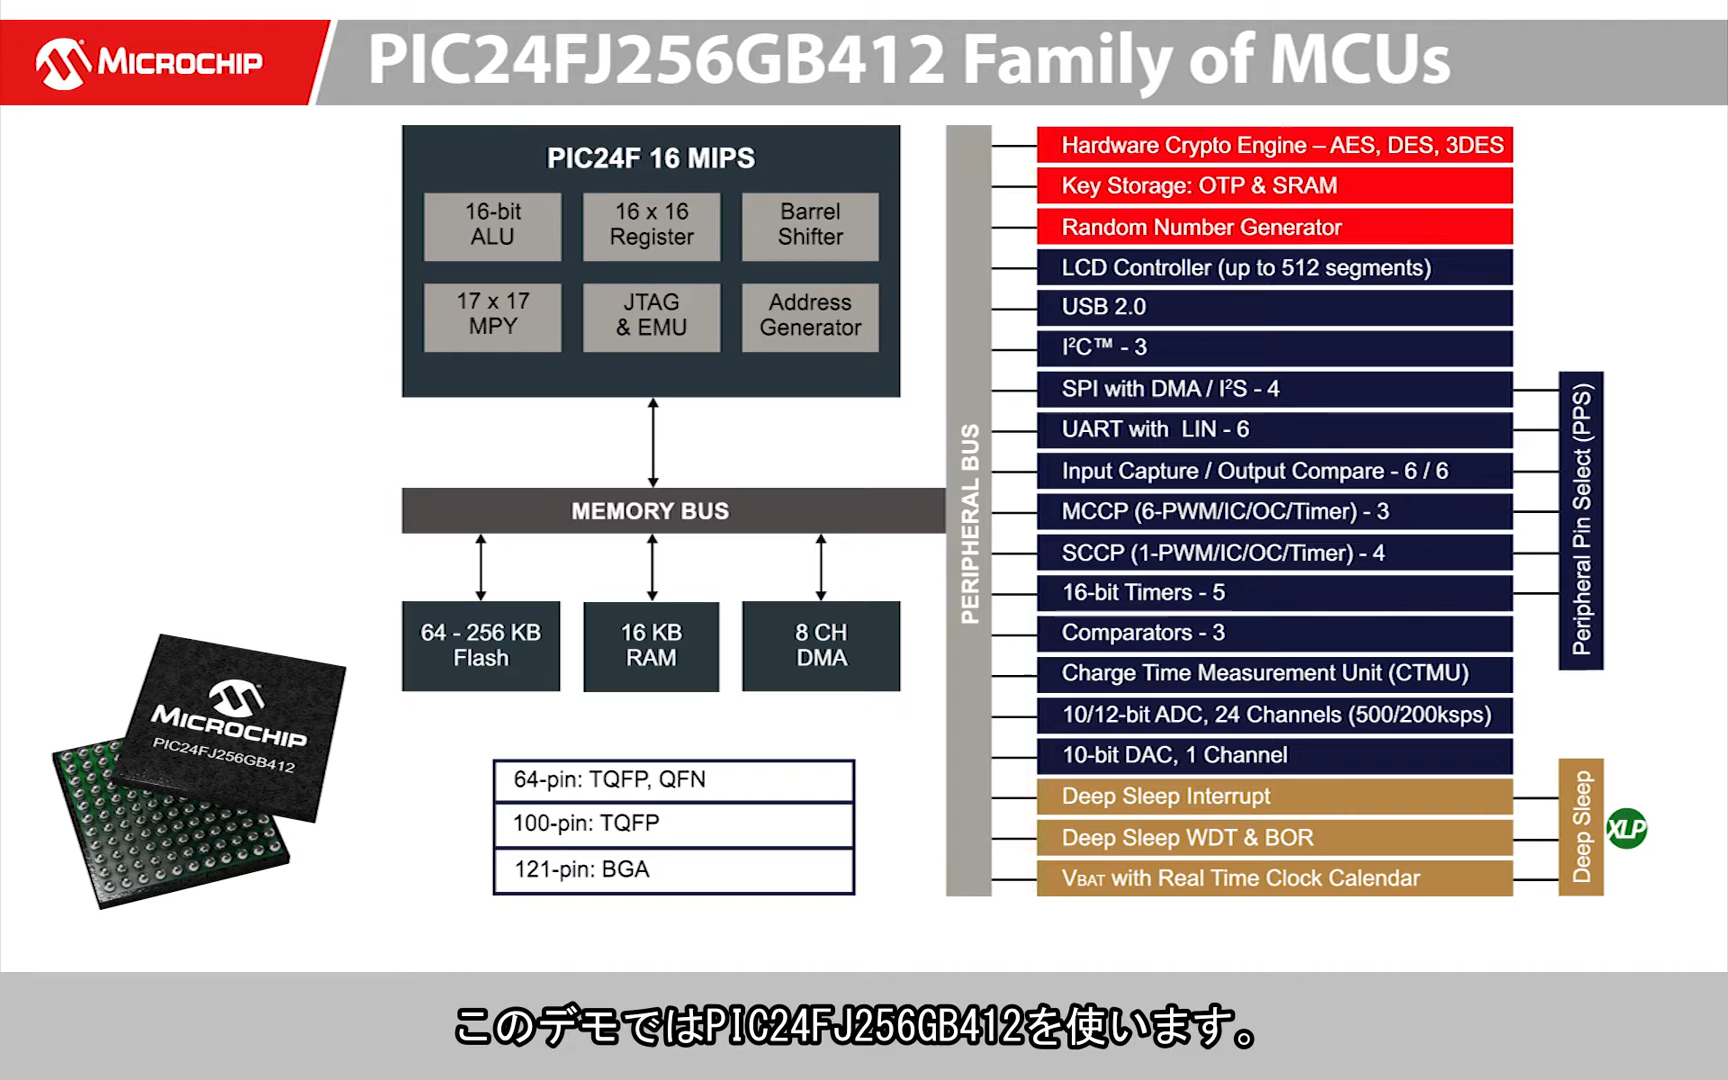 MICROCHIP
PIC24FJ256GB412 Family of MCUs
PIC24F 16 MIPS
16-bit
ALU
16 x 16
Register
Barrel
Shifter
17 x 17
MPY
JTAG
& EMU
Address
Generator
MEMORY BUS
64 - 256 KB
Flash
16 KB
RAM
8 CH
DMA
64-pin: TQFP, QFN
100-pin: TQFP
121-pin: BGA
MICROCHIP
PIC24FJ256GB412
PERIPHERAL BUS
Hardware Crypto Engine – AES, DES, 3DES
Key Storage: OTP & SRAM
Random Number Generator
LCD Controller (up to 512 segments)
USB 2.0
I²C™ - 3
SPI with DMA / I²S - 4
UART with LIN - 6
Input Capture / Output Compare - 6 / 6
MCCP (6-PWM/IC/OC/Timer) - 3
SCCP (1-PWM/IC/OC/Timer) - 4
16-bit Timers - 5
Comparators - 3
Charge Time Measurement Unit (CTMU)
10/12-bit ADC, 24 Channels (500/200ksps)
10-bit DAC, 1 Channel
Deep Sleep Interrupt
Deep Sleep WDT & BOR
VBAT with Real Time Clock Calendar
Peripheral Pin Select (PPS)
Deep Sleep
XLP
このデモではPIC24FJ256GB412を使います。